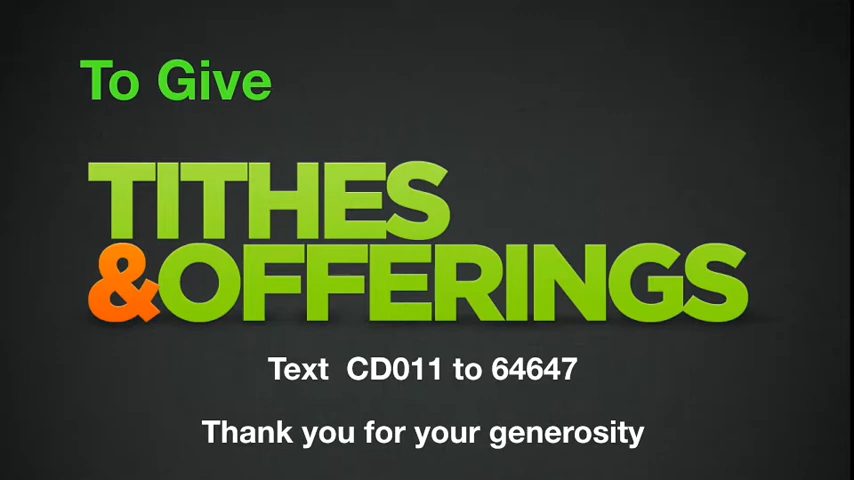 To Give
TITHES
&OFFERINGS
Text CD011 to 64647
Thank you for your generosity